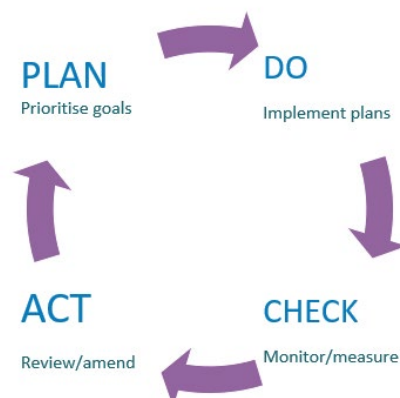 PLAN
Prioritise goals
DO
Implement plans
CHECK
Monitor/measure
ACT
Review/amend